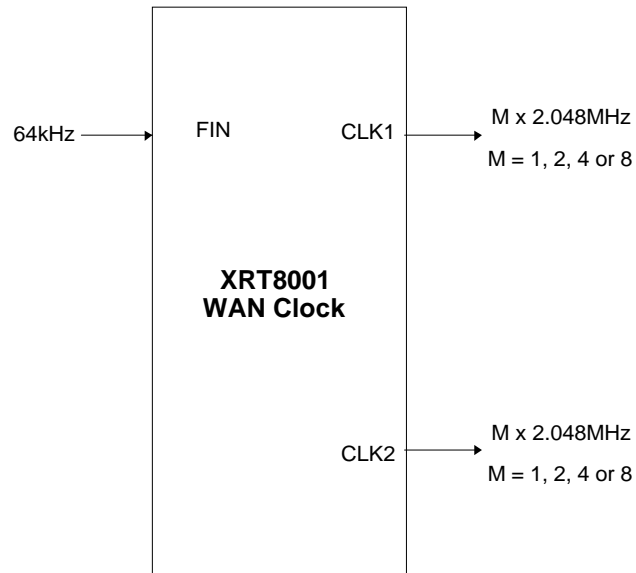 64kHz
FIN
CLK1
M x 2.048MHz
M = 1, 2, 4 or 8
XRT8001
WAN Clock
CLK2
M x 2.048MHz
M = 1, 2, 4 or 8